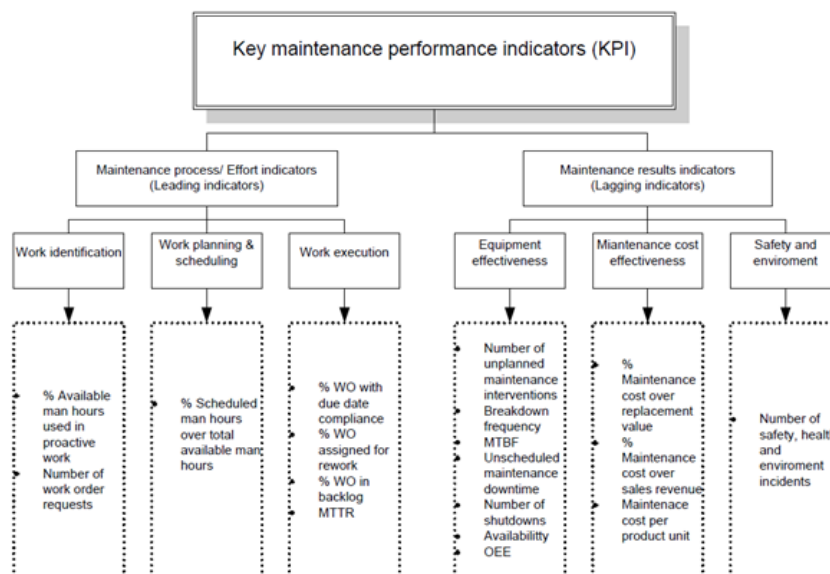 Key maintenance performance indicators (KPI)
Maintenance process/ Effort indicators
(Leading indicators)
Maintenance results indicators
(Lagging indicators)
Work identification
Work planning &
scheduling
Work execution
Equipment
effectiveness
Miantenance cost
effectiveness
Safety and
enviroment
% Available
man hours
used in
proactive
work
Number of
work order
requests
% Scheduled
man hours
over total
available man
hours
% WO with
due date
compliance
% WO
assigned for
rework
% WO in
backlog
MTTR
Number of
unplanned
maintenance
interventions
Breakdown
frequency
MTBF
Unscheduled
maintenance
downtime
Number of
shutdowns
Availabilitty
OEE
%
Maintenance
cost over
replacement
value
%
Maintenance
cost over
sales revenue
Maintenace
cost per
product unit
Number of
safety, health
and
enviroment
incidents